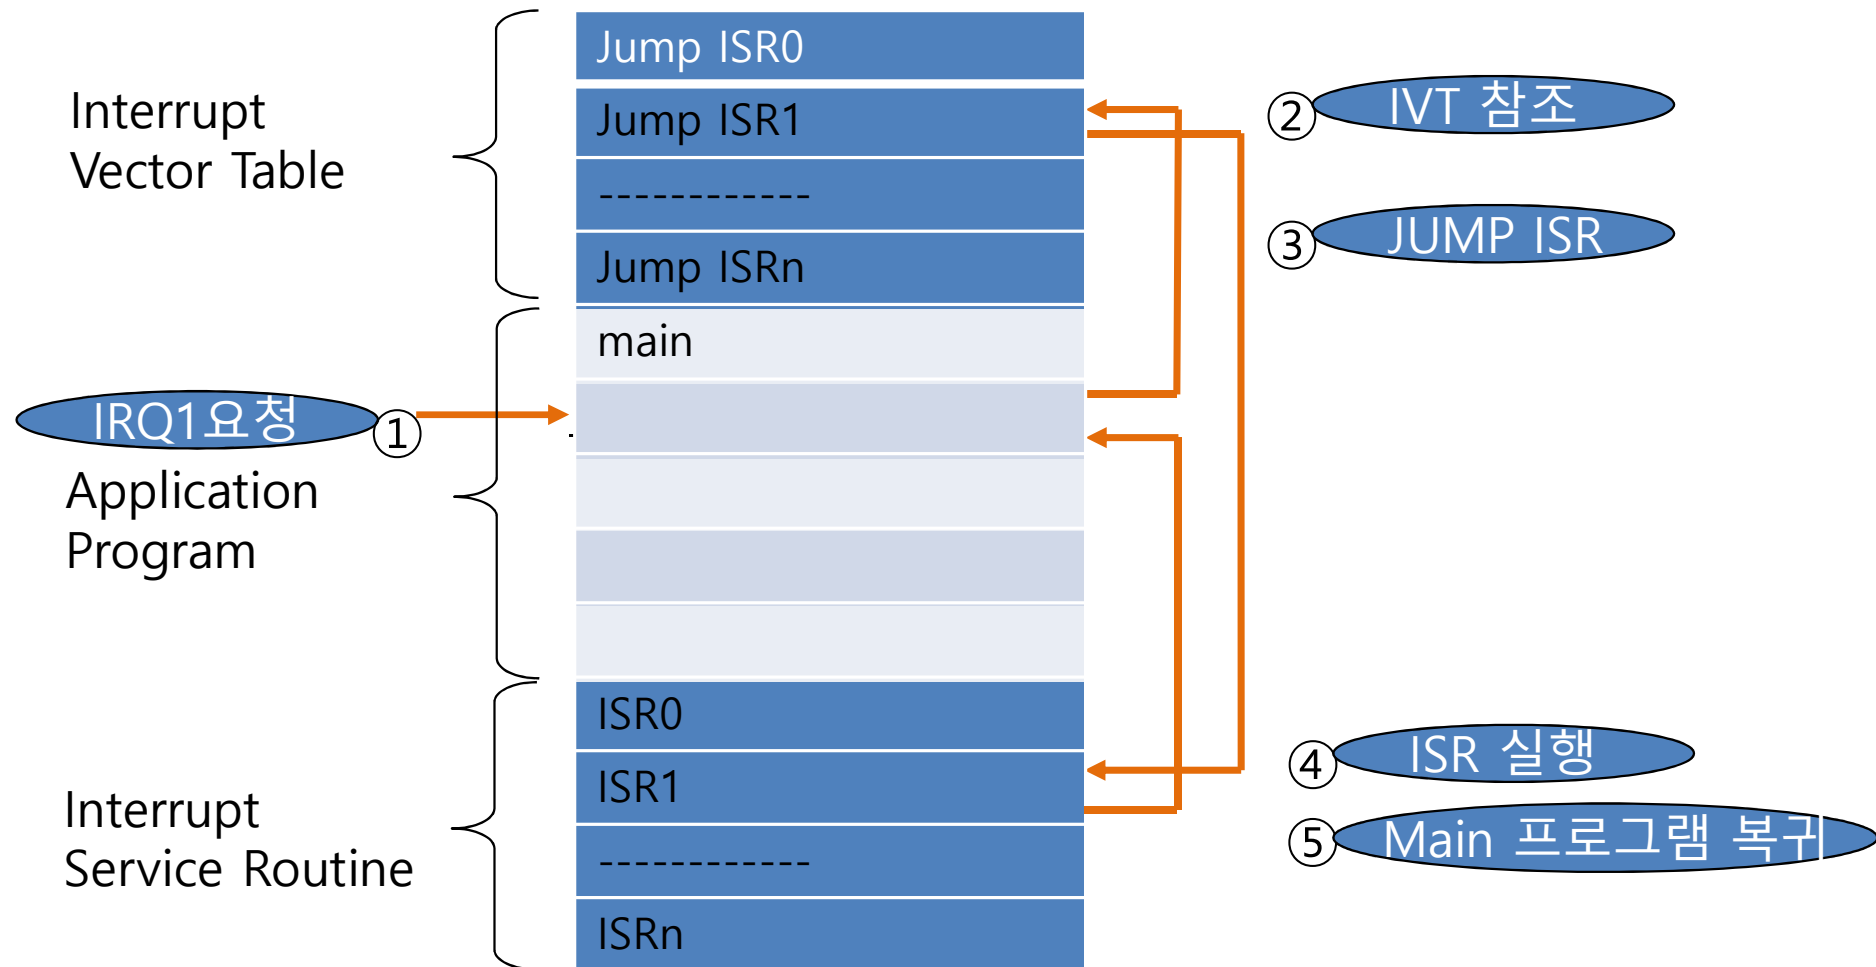 Interrupt
Vector Table
Jump ISR0
Jump ISR1
------------
Jump ISRn
② IVT 참조
③ JUMP ISR
IRQ1요청 ①
Application
Program
main
Interrupt
Service Routine
ISR0
ISR1
------------
ISRn
④ ISR 실행
⑤ Main 프로그램 복귀